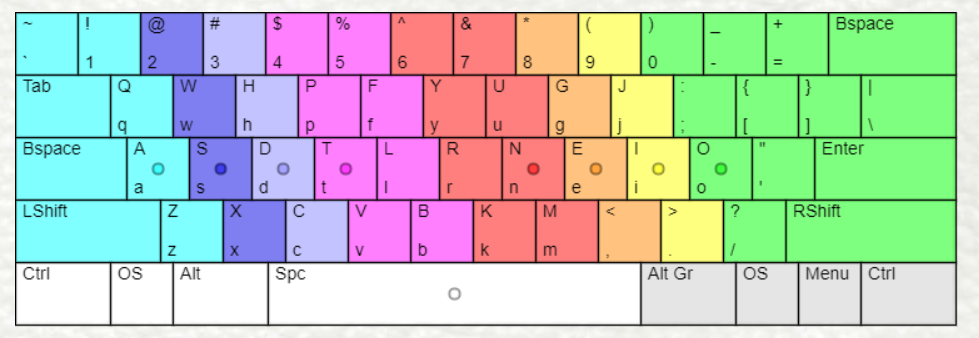 ~ ! @ # $ % ^ & * ( ) _ + Bspace
` 1 2 3 4 5 6 7 8 9 0 - =
Tab Q W H P F Y U G J : { } |
q w h p f y u g j ; [ ] \
Bspace A S D T L R N E I O " Enter
a s d t l r n e i o '
LShift Z X C V B K M < > ? RShift
z x c v b k m , . /
Ctrl OS Alt Spc Alt Gr OS Menu Ctrl